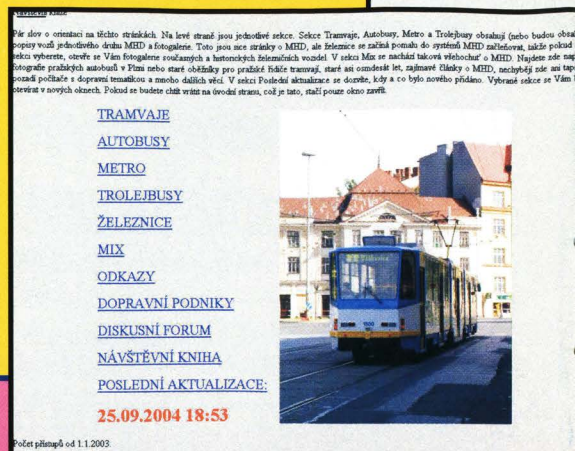 Pár slov o orientaci na těchto stránkách. Na levé straně jsou jednotlivé sekce. Sekce Tramvaje, Autobusy, Metro a Trolejbusy obsahují (nebo budou
popisy vozů jednotlivého druhu MHD a fotogalerie. Toto jsou sice stránky o MHD, ale železnice se začíná pomalu do systémů MHD začleňovat, takže pokud
sekci vyberete, otevře se Vám fotogalerie současných a historických železničních vozidel. V sekci Mix se nachází taková všehochuť o MHD. Najdete zde
fotografie pražských autobusů v Plzni nebo staré oběžníky pro pražské řidiče tramvají, staré asi osmdesát let, zajímavé články o MHD, nechybějí zde ani
pozadí počítače s dopravní tematikou a mnoho dalších věcí. V sekci Poslední aktualizace se dozvíte, kdy a co bylo nového přidáno. Vybrané sekce se Vám
otevírat v nových oknech. Pokud se budete chtít vrátit na úvodní stranu, což je tato, stačí pouze okno zavřít.
TRAMVAJE
AUTOBUSY
METRO
TROLEJBUSY
ŽELEZNICE
MIX
ODKAZY
DOPRAVNÍ PODNIKY
DISKUSNÍ FORUM
NÁVŠTĚVNÍ KNIHA
POSLEDNÍ AKTUALIZACE:
25.09.2004 18:53
Počet přístupů od 1.1.2003.